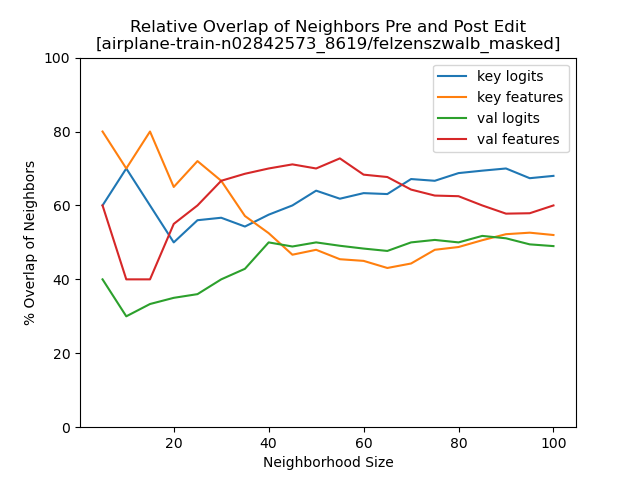 Relative Overlap of Neighbors Pre and Post Edit
[airplane-train-n02842573_8619/felzenszwalb_masked]
key logits
key features
val logits
val features
% Overlap of Neighbors
100
80
60
40
20
0
20 40 60 80 100
Neighborhood Size